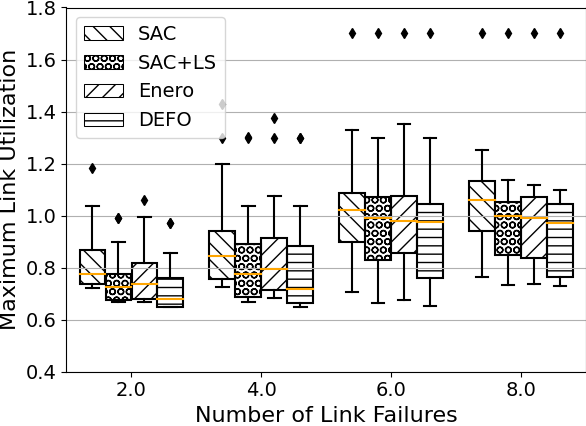 Maximum Link Utilization
1.8
1.6
1.4
1.2
1.0
0.8
0.6
0.4
SAC
SAC+LS
Enero
DEFO
2.0 4.0 6.0 8.0
Number of Link Failures